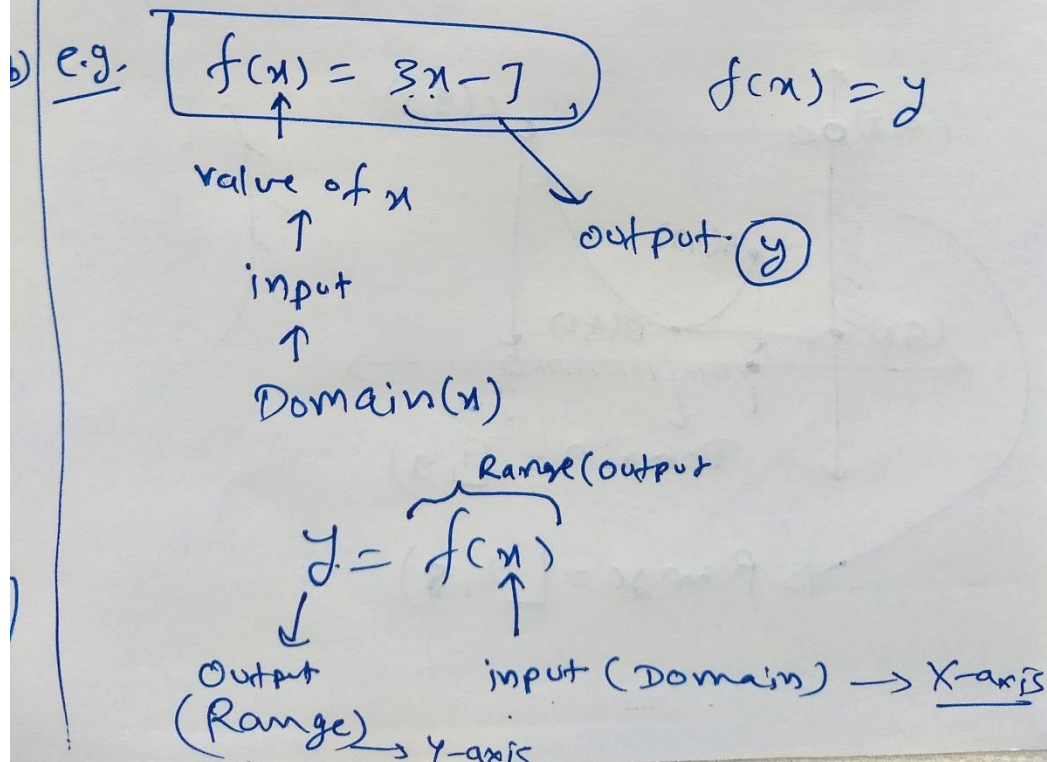 b) e.g. f(x) = 3x-7 f(x) = y
↑
value of x
↑
output y
input
↑
Domain(x)
Range(output
y = f(x)
Output
(Range) → Y-axis
input (Domain) → X-axis